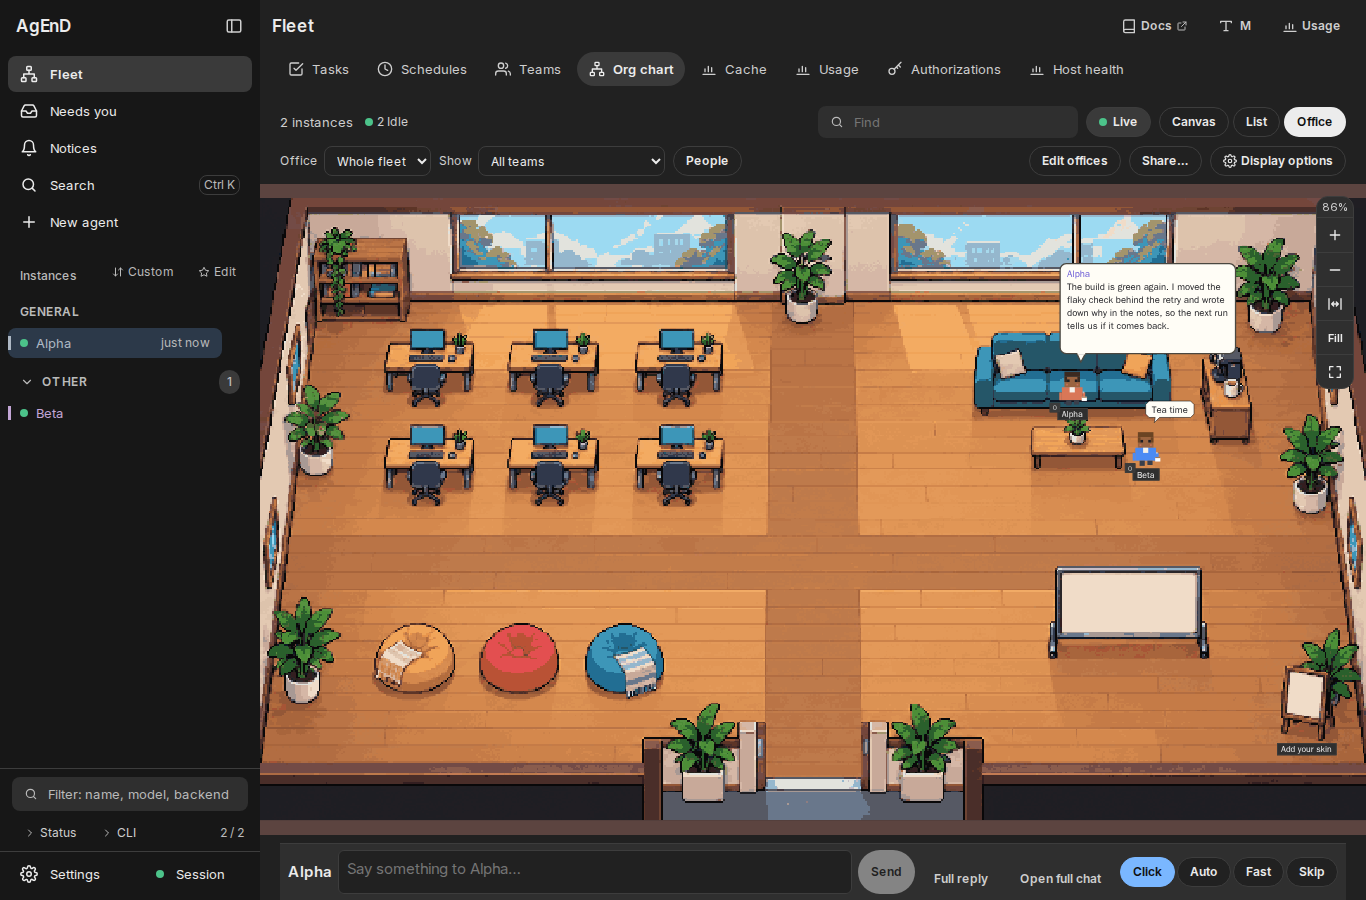 AgEnD
Fleet
Needs you
Notices
Search
Ctrl K
New agent
Instances
Custom
Edit
GENERAL
Alpha
just now
OTHER
1
Beta
Filter: name, model, backend
Status
CLI
2 / 2
Settings
Session
Fleet
Docs
M
Usage
Tasks
Schedules
Teams
Org chart
Cache
Usage
Authorizations
Host health
2 instances
2 Idle
Find
Live
Canvas
List
Office
Office
Whole fleet
Show
All teams
People
Edit offices
Share...
Display options
86%
Fill
Alpha
The build is green again. I moved the
flaky check behind the retry and wrote
down why in the notes, so the next run
tells us if it comes back.
0
Alpha
Tea time
0
Beta
Add your skin
Alpha
Say something to Alpha...
Send
Full reply
Open full chat
Click
Auto
Fast
Skip